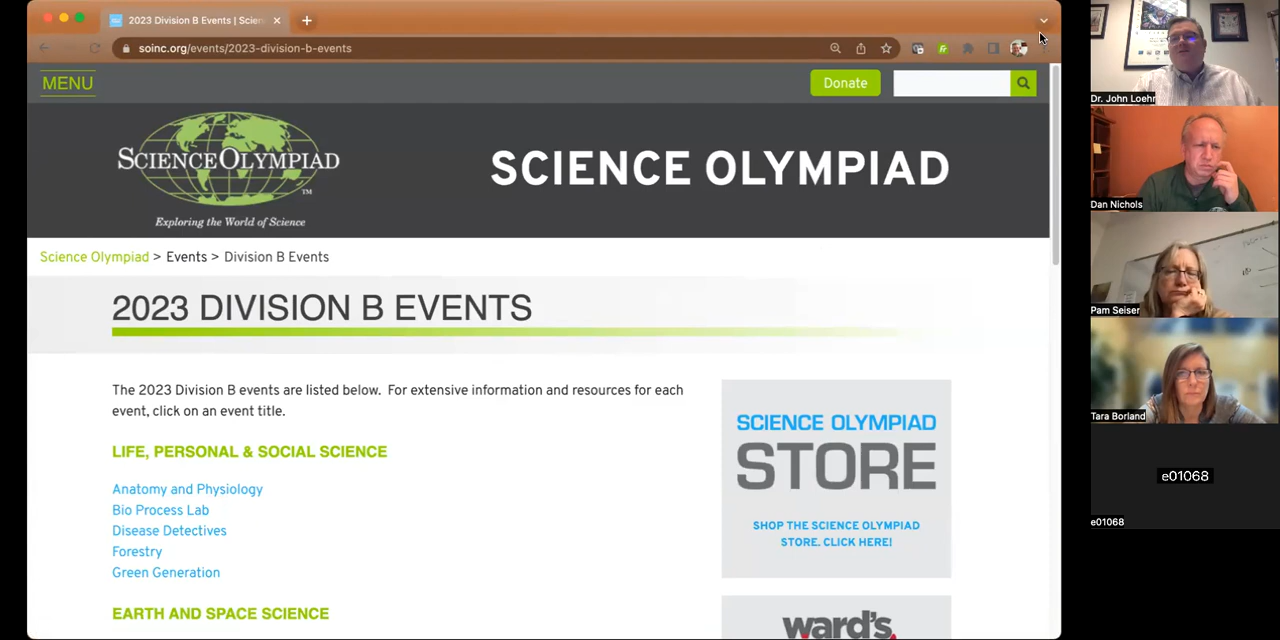 2023 Division B Events | Scien
soinc.org/events/2023-division-b-events
MENU
Donate
SCIENCE OLYMPIAD
TM
Exploring the World of Science
SCIENCE OLYMPIAD
Science Olympiad > Events > Division B Events
2023 DIVISION B EVENTS
The 2023 Division B events are listed below. For extensive information and resources for each
event, click on an event title.
LIFE, PERSONAL & SOCIAL SCIENCE
Anatomy and Physiology
Bio Process Lab
Disease Detectives
Forestry
Green Generation
EARTH AND SPACE SCIENCE
SCIENCE OLYMPIAD
STORE
SHOP THE SCIENCE OLYMPIAD
STORE. CLICK HERE!
ward's
Dr. John Loehr
Dan Nichols
Pam Seiser
Tara Borland
e01068
e01068